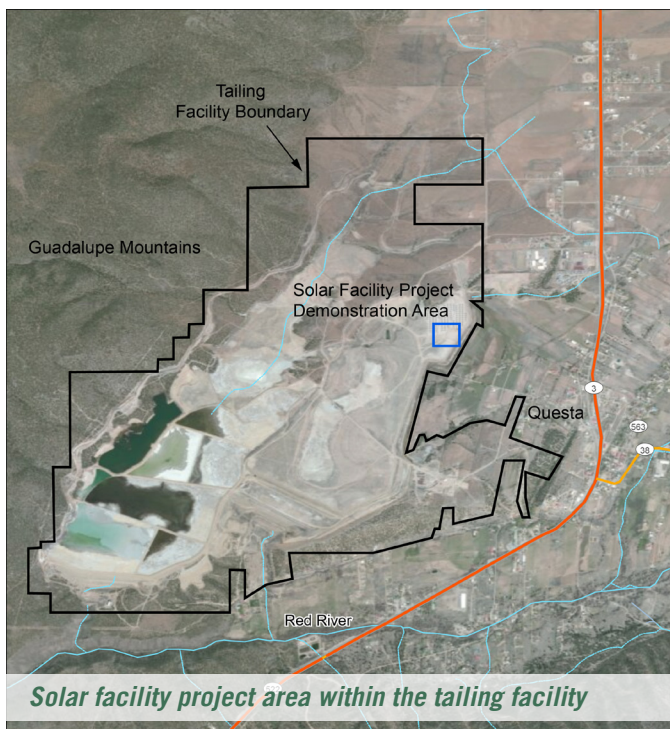 Tailing
Facility Boundary
Guadalupe Mountains
Solar Facility Project
Demonstration Area
3
Questa
563
38
Red River
Solar facility project area within the tailing facility